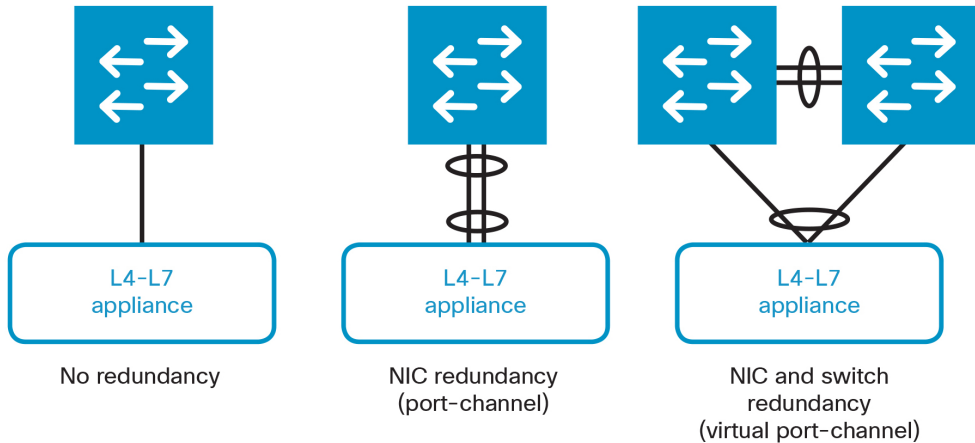 L4-L7
appliance
No redundancy
L4-L7
appliance
NIC redundancy
(port-channel)
L4-L7
appliance
NIC and switch
redundancy
(virtual port-channel)